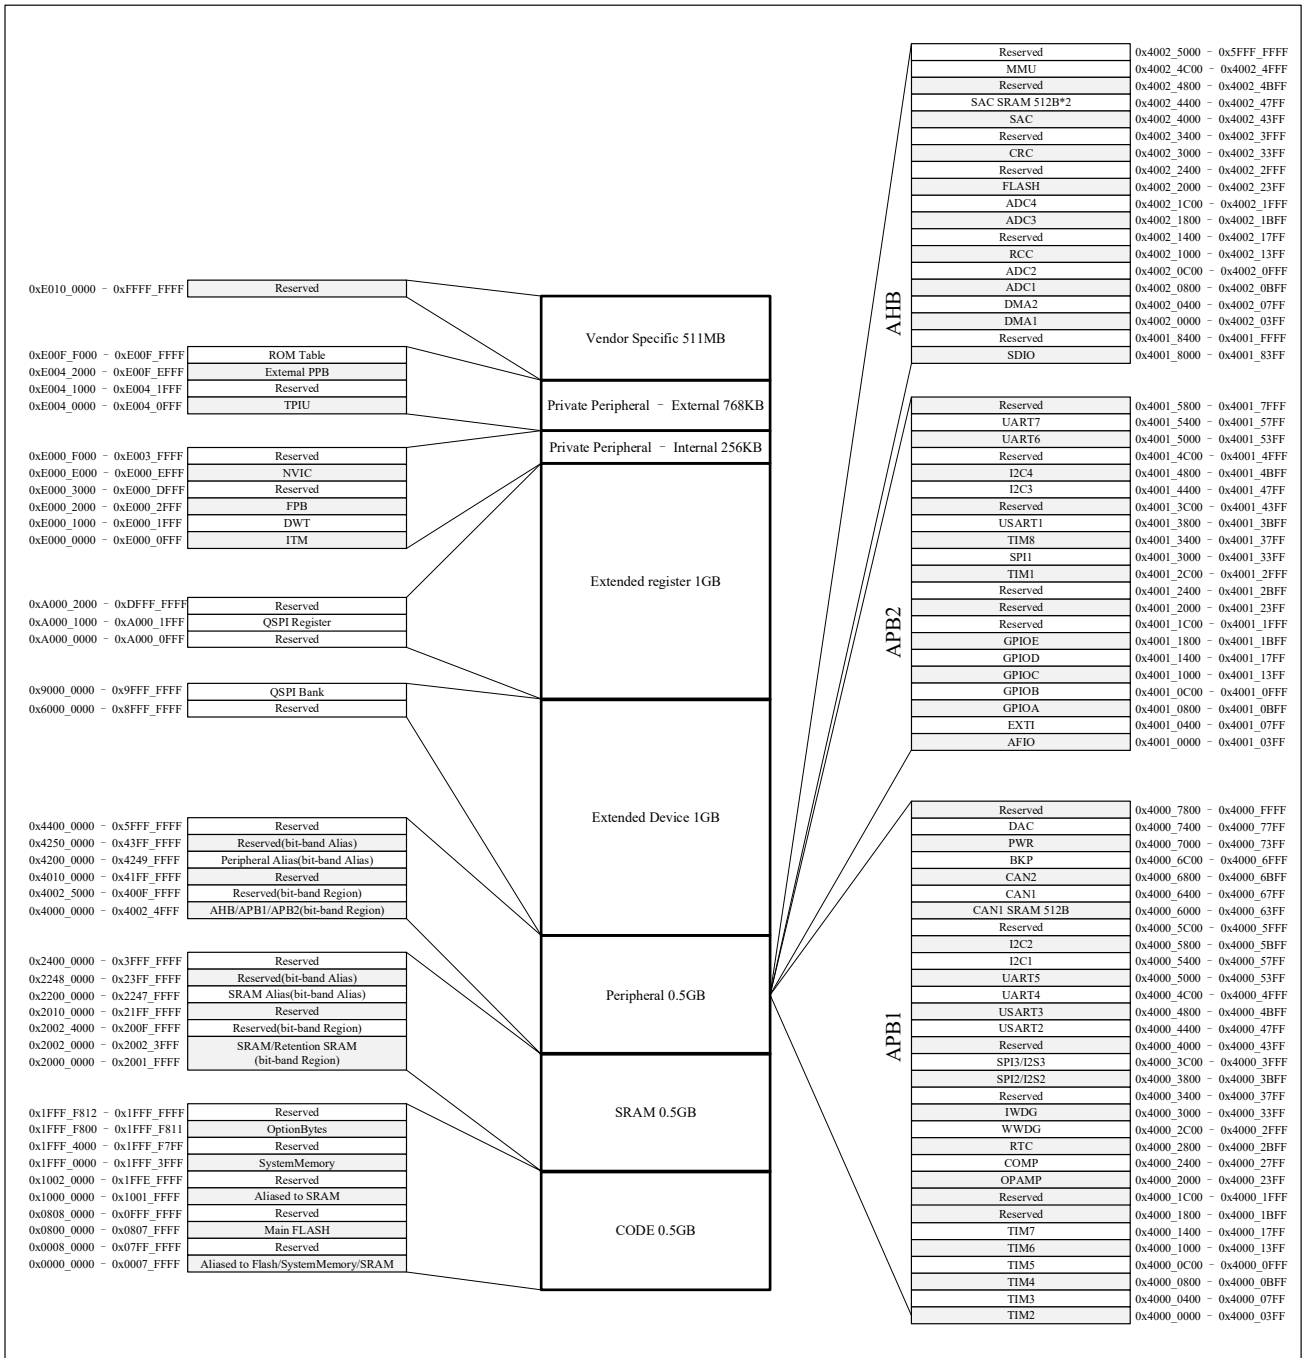 0xE010_0000 - 0xFFFF_FFFF Reserved
0xE00F_F000 - 0xE00F_FFFF ROM Table
0xE004_2000 - 0xE00F_EFFF External PPB
0xE004_1000 - 0xE004_1FFF Reserved
0xE004_0000 - 0xE004_0FFF TPIU
0xE000_F000 - 0xE003_FFFF Reserved
0xE000_E000 - 0xE000_EFFF NVIC
0xE000_3000 - 0xE000_DFFF Reserved
0xE000_2000 - 0xE000_2FFF FPB
0xE000_1000 - 0xE000_1FFF DWT
0xE000_0000 - 0xE000_0FFF ITM
0xA000_2000 - 0xDFFF_FFFF Reserved
0xA000_1000 - 0xA000_1FFF QSPI Register
0xA000_0000 - 0xA000_0FFF Reserved
0x9000_0000 - 0x9FFF_FFFF QSPI Bank
0x6000_0000 - 0x8FFF_FFFF Reserved
0x4400_0000 - 0x5FFF_FFFF Reserved
0x4250_0000 - 0x43FF_FFFF Reserved(bit-band Alias)
0x4200_0000 - 0x4249_FFFF Peripheral Alias(bit-band Alias)
0x4010_0000 - 0x41FF_FFFF Reserved
0x4002_5000 - 0x400F_FFFF Reserved(bit-band Region)
0x4000_0000 - 0x4002_4FFF AHB/APB1/APB2(bit-band Region)
0x2400_0000 - 0x3FFF_FFFF Reserved
0x2248_0000 - 0x23FF_FFFF Reserved(bit-band Alias)
0x2200_0000 - 0x2247_FFFF SRAM Alias(bit-band Alias)
0x2010_0000 - 0x21FF_FFFF Reserved
0x2002_4000 - 0x200F_FFFF Reserved(bit-band Region)
0x2002_0000 - 0x2002_3FFF SRAM/Retention SRAM
0x2000_0000 - 0x2001_FFFF (bit-band Region)
0x1FFF_F812 - 0x1FFF_FFFF Reserved
0x1FFF_F800 - 0x1FFF_F811 OptionBytes
0x1FFF_4000 - 0x1FFF_F7FF Reserved
0x1FFF_0000 - 0x1FFF_3FFF SystemMemory
0x1002_0000 - 0x1FFE_FFFF Reserved
0x1000_0000 - 0x1001_FFFF Aliased to SRAM
0x0808_0000 - 0x0FFF_FFFF Reserved
0x0800_0000 - 0x0807_FFFF Main FLASH
0x0008_0000 - 0x07FF_FFFF Reserved
0x0000_0000 - 0x0007_FFFF Aliased to Flash/SystemMemory/SRAM
Vendor Specific 511MB
Private Peripheral - External 768KB
Private Peripheral - Internal 256KB
Extended register 1GB
Extended Device 1GB
Peripheral 0.5GB
SRAM 0.5GB
CODE 0.5GB
AHB
Reserved 0x4002_5000 - 0x5FFF_FFFF
MMU 0x4002_4C00 - 0x4002_4FFF
Reserved 0x4002_4800 - 0x4002_4BFF
SAC SRAM 512B*2 0x4002_4400 - 0x4002_47FF
SAC 0x4002_4000 - 0x4002_43FF
Reserved 0x4002_3400 - 0x4002_3FFF
CRC 0x4002_3000 - 0x4002_33FF
Reserved 0x4002_2400 - 0x4002_2FFF
FLASH 0x4002_2000 - 0x4002_23FF
ADC4 0x4002_1C00 - 0x4002_1FFF
ADC3 0x4002_1800 - 0x4002_1BFF
Reserved 0x4002_1400 - 0x4002_17FF
RCC 0x4002_1000 - 0x4002_13FF
ADC2 0x4002_0C00 - 0x4002_0FFF
ADC1 0x4002_0800 - 0x4002_0BFF
DMA2 0x4002_0400 - 0x4002_07FF
DMA1 0x4002_0000 - 0x4002_03FF
Reserved 0x4001_8400 - 0x4001_FFFF
SDIO 0x4001_8000 - 0x4001_83FF
APB2
Reserved 0x4001_5800 - 0x4001_7FFF
UART7 0x4001_5400 - 0x4001_57FF
UART6 0x4001_5000 - 0x4001_53FF
Reserved 0x4001_4C00 - 0x4001_4FFF
I2C4 0x4001_4800 - 0x4001_4BFF
I2C3 0x4001_4400 - 0x4001_47FF
Reserved 0x4001_3C00 - 0x4001_43FF
USART1 0x4001_3800 - 0x4001_3BFF
TIM8 0x4001_3400 - 0x4001_37FF
SPI1 0x4001_3000 - 0x4001_33FF
TIM1 0x4001_2C00 - 0x4001_2FFF
Reserved 0x4001_2400 - 0x4001_2BFF
Reserved 0x4001_2000 - 0x4001_23FF
Reserved 0x4001_1C00 - 0x4001_1FFF
GPIOE 0x4001_1800 - 0x4001_1BFF
GPIOD 0x4001_1400 - 0x4001_17FF
GPIOC 0x4001_1000 - 0x4001_13FF
GPIOB 0x4001_0C00 - 0x4001_0FFF
GPIOA 0x4001_0800 - 0x4001_0BFF
EXTI 0x4001_0400 - 0x4001_07FF
AFIO 0x4001_0000 - 0x4001_03FF
APB1
Reserved 0x4000_7800 - 0x4000_FFFF
DAC 0x4000_7400 - 0x4000_77FF
PWR 0x4000_7000 - 0x4000_73FF
BKP 0x4000_6C00 - 0x4000_6FFF
CAN2 0x4000_6800 - 0x4000_6BFF
CAN1 0x4000_6400 - 0x4000_67FF
CAN1 SRAM 512B 0x4000_6000 - 0x4000_63FF
Reserved 0x4000_5C00 - 0x4000_5FFF
I2C2 0x4000_5800 - 0x4000_5BFF
I2C1 0x4000_5400 - 0x4000_57FF
UART5 0x4000_5000 - 0x4000_53FF
UART4 0x4000_4C00 - 0x4000_4FFF
USART3 0x4000_4800 - 0x4000_4BFF
USART2 0x4000_4400 - 0x4000_47FF
Reserved 0x4000_4000 - 0x4000_43FF
SPI3/I2S3 0x4000_3C00 - 0x4000_3FFF
SPI2/I2S2 0x4000_3800 - 0x4000_3BFF
Reserved 0x4000_3400 - 0x4000_37FF
IWDG 0x4000_3000 - 0x4000_33FF
WWDG 0x4000_2C00 - 0x4000_2FFF
RTC 0x4000_2800 - 0x4000_2BFF
COMP 0x4000_2400 - 0x4000_27FF
OPAMP 0x4000_2000 - 0x4000_23FF
Reserved 0x4000_1C00 - 0x4000_1FFF
Reserved 0x4000_1800 - 0x4000_1BFF
TIM7 0x4000_1400 - 0x4000_17FF
TIM6 0x4000_1000 - 0x4000_13FF
TIM5 0x4000_0C00 - 0x4000_0FFF
TIM4 0x4000_0800 - 0x4000_0BFF
TIM3 0x4000_0400 - 0x4000_07FF
TIM2 0x4000_0000 - 0x4000_03FF